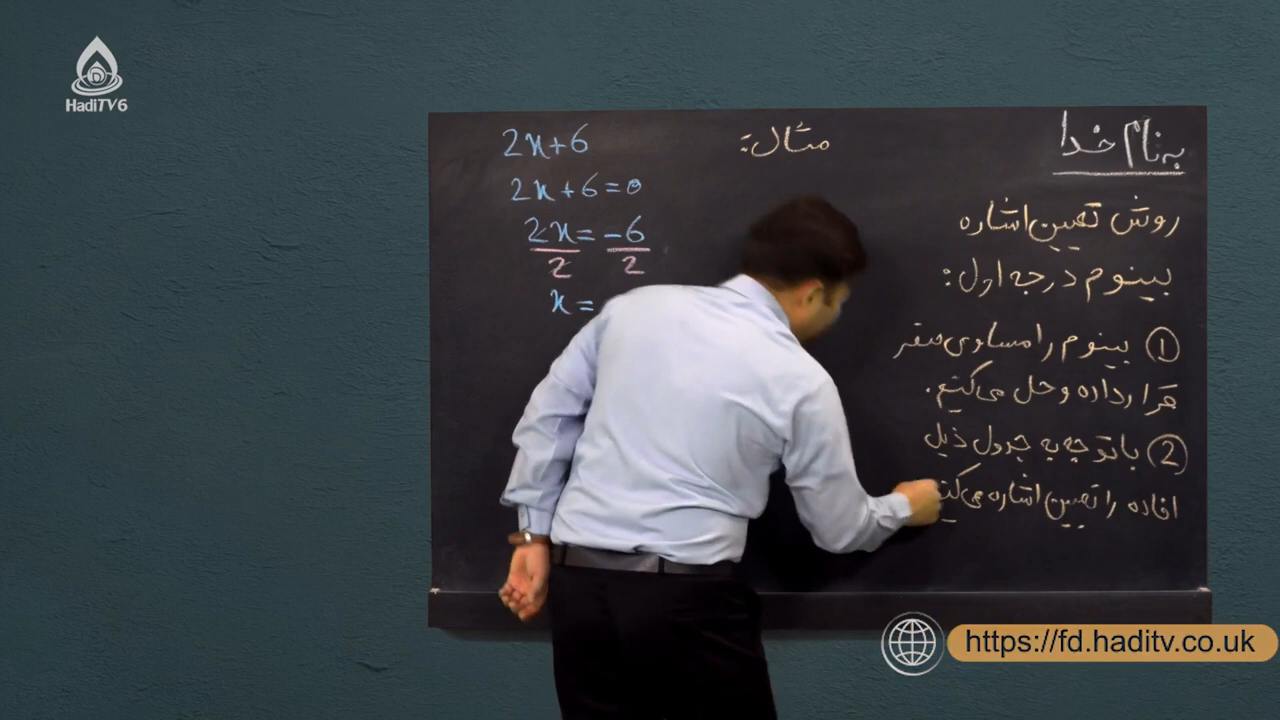 HadiTV6
به نام خدا
روش تعیین اشاره
بینوم درجه اول:
① بینوم را مساوی صفر
قرار داده و حل می کنیم.
② با توجه به جدول ذیل
افاده را تعیین اشاره می
مثال:
2x+6
2x+6=0
2x = -6
2 2
x =
https://fd.haditv.co.uk